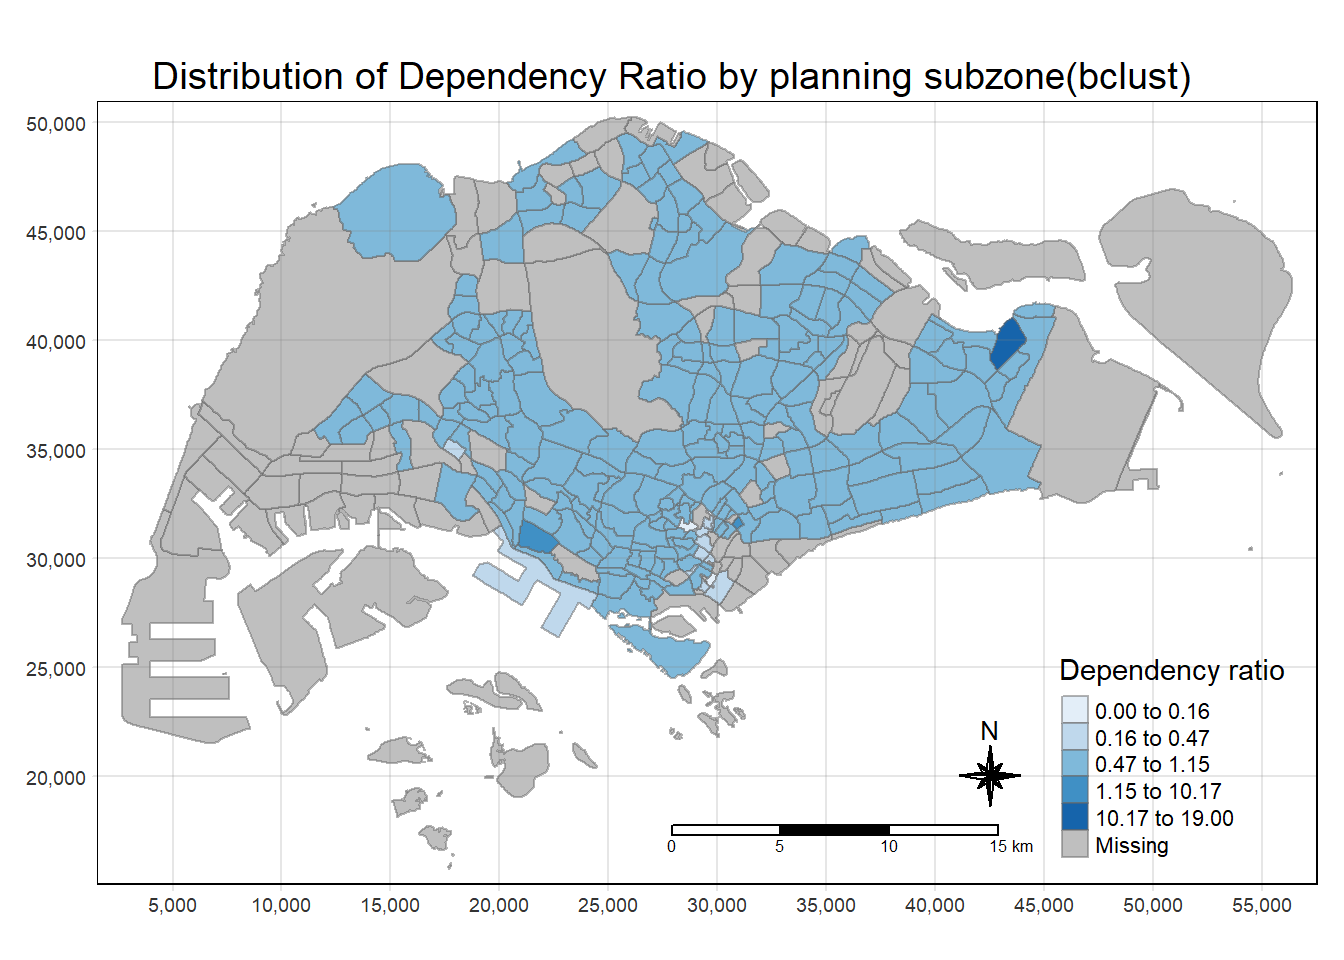 Distribution of Dependency Ratio by planning subzone(bclust)
50,000
45,000
40,000
35,000
30,000
25,000
20,000
Dependency ratio
0.00 to 0.16
0.16 to 0.47
0.47 to 1.15
1.15 to 10.17
10.17 to 19.00
Missing
N
0 5 10 15 km
5,000 10,000 15,000 20,000 25,000 30,000 35,000 40,000 45,000 50,000 55,000